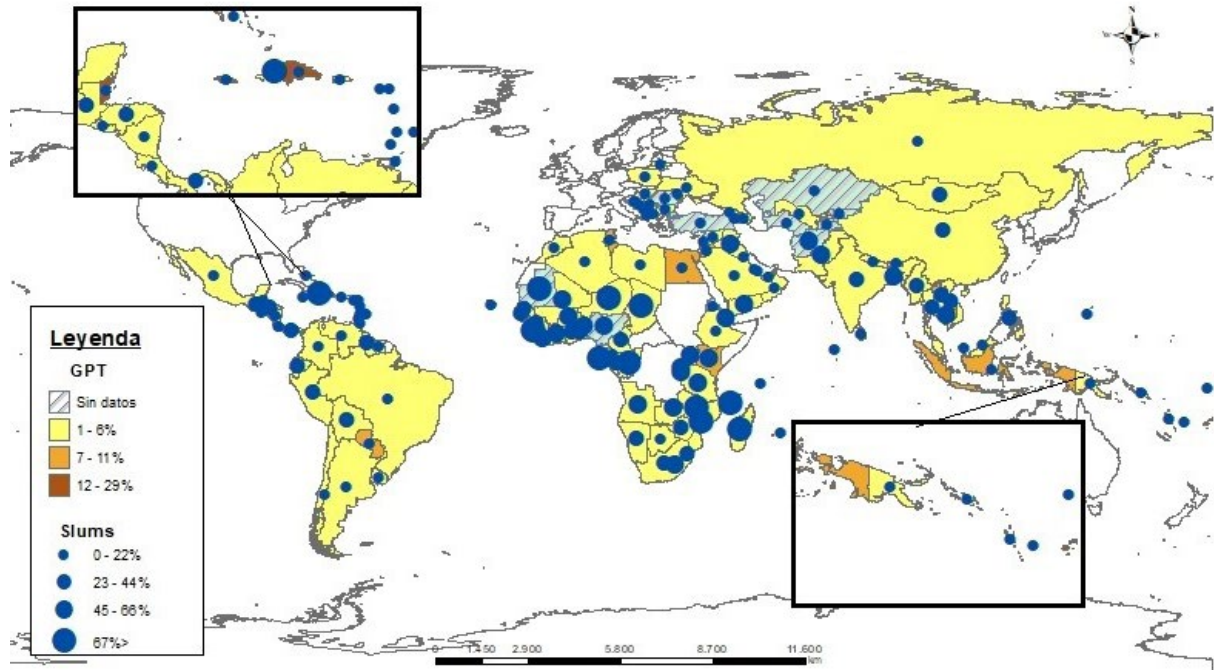 N
W E
S
Leyenda
GPT
Sin datos
1 - 6%
7 - 11%
12 - 29%
Slums
0 - 22%
23 - 44%
45 - 66%
67%>
0 1.450 2.900 5.800 8.700 11.600
km